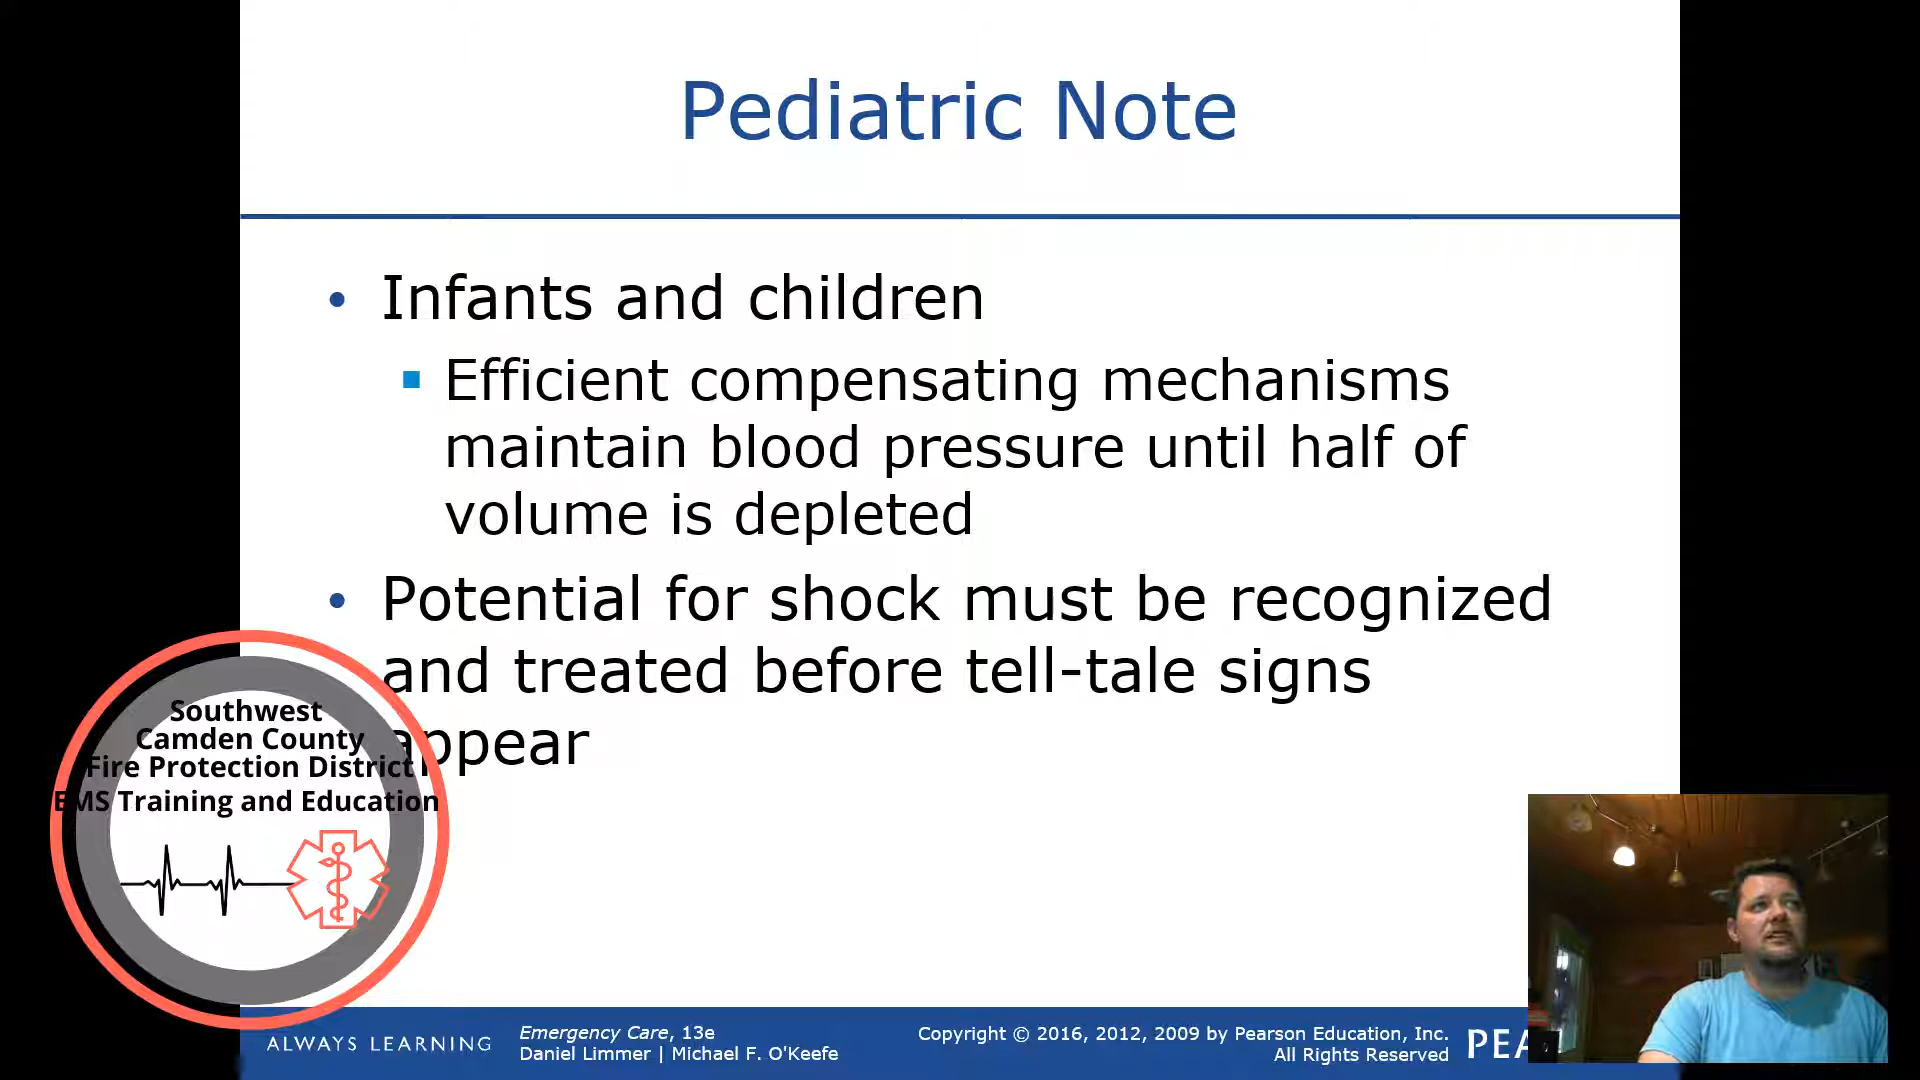 Pediatric Note
• Infants and children
▪ Efficient compensating mechanisms
maintain blood pressure until half of
volume is depleted
• Potential for shock must be recognized
and treated before tell-tale signs
appear
Southwest
Camden County
Fire Protection District
EMS Training and Education
ALWAYS LEARNING
Emergency Care, 13e
Daniel Limmer | Michael F. O'Keefe
Copyright © 2016, 2012, 2009 by Pearson Education, Inc.
All Rights Reserved